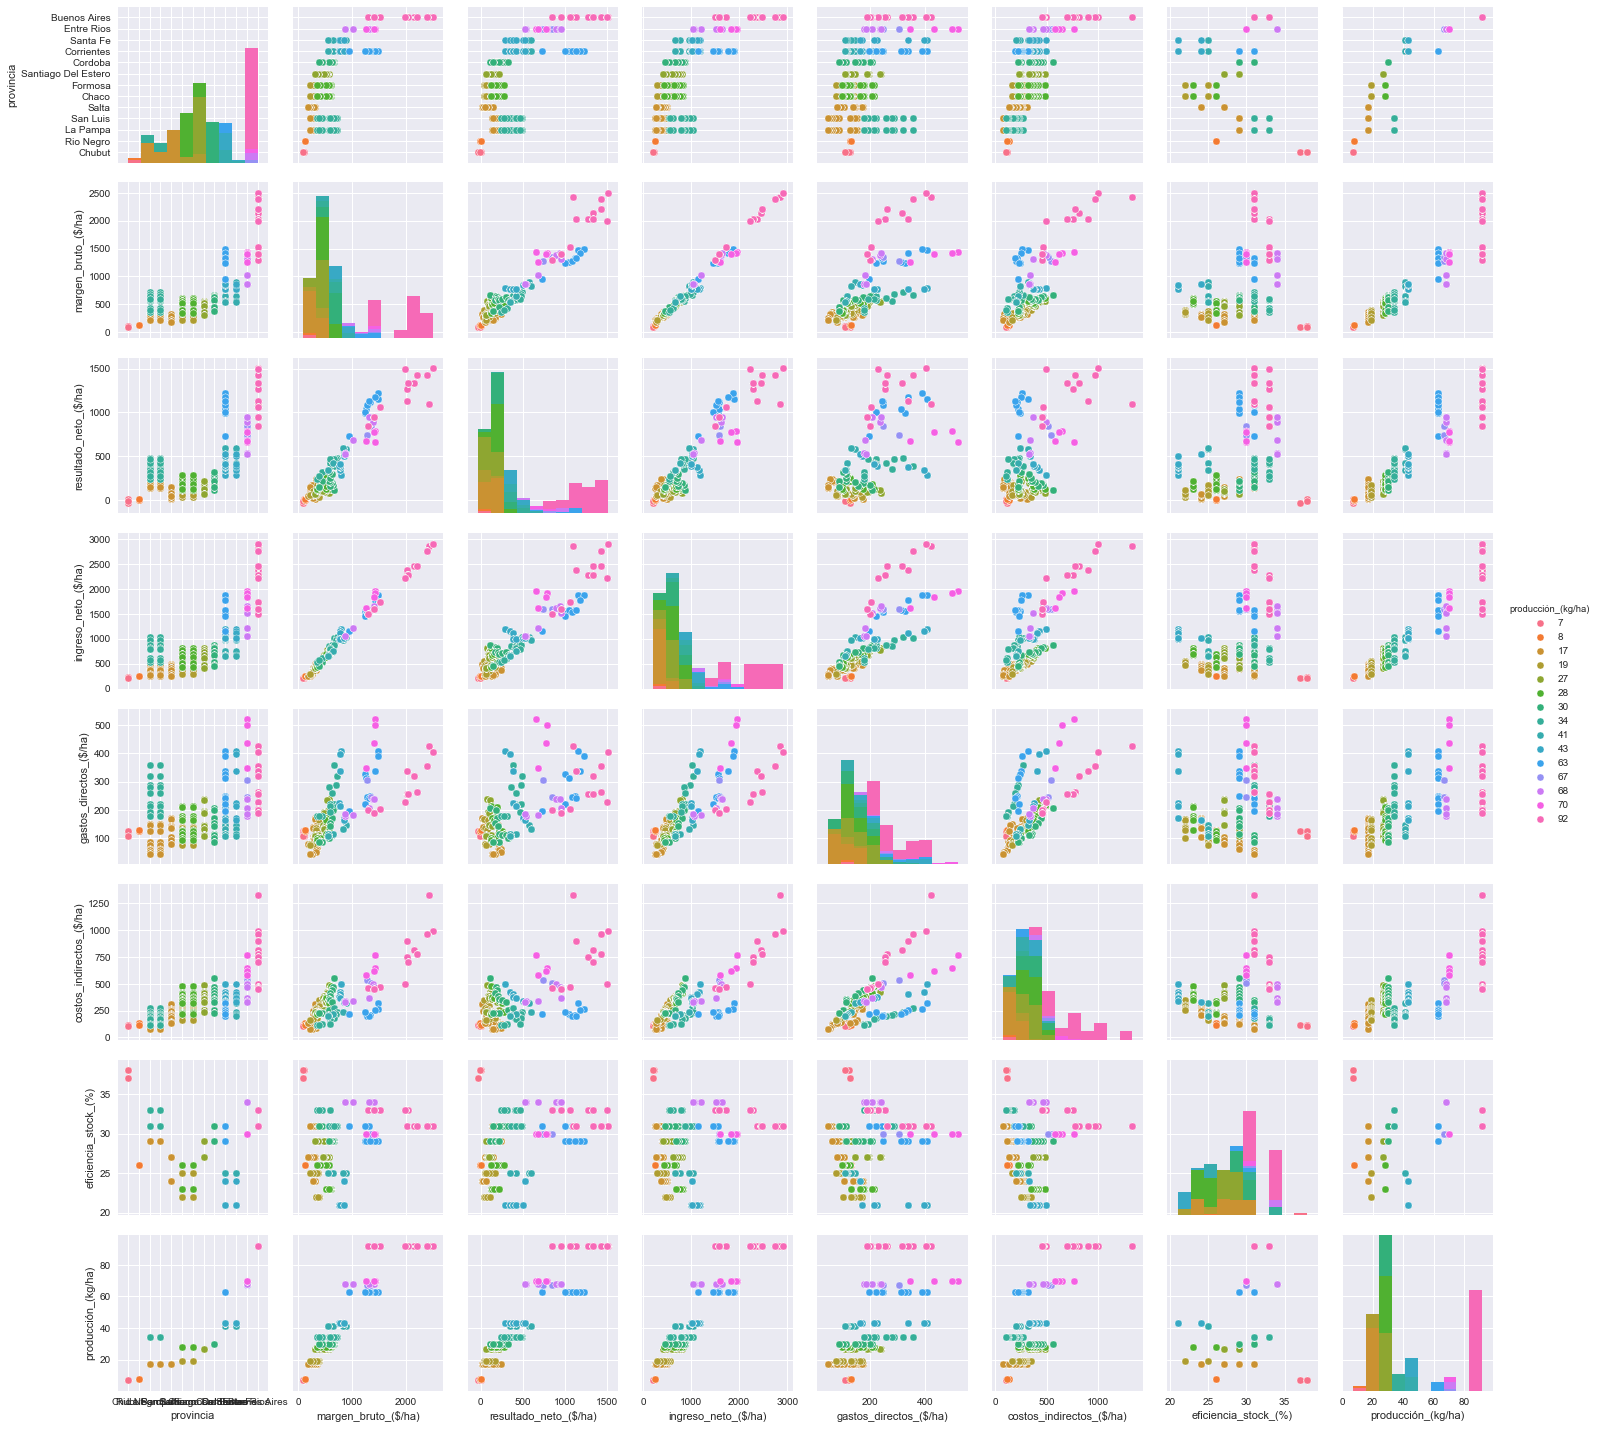 Buenos Aires
Entre Rios
Santa Fe
Corrientes
Cordoba
Santiago Del Estero
Formosa
Chaco
Salta
San Luis
La Pampa
Rio Negro
Chubut
provincia
2500
2000
1500
1000
500
0
margen_bruto_($/ha)
1500
1000
500
0
resultado_neto_($/ha)
3000
2500
2000
1500
1000
500
0
ingreso_neto_($/ha)
500
400
300
200
100
gastos_directos_($/ha)
1250
1000
750
500
250
0
costos_indirectos_($/ha)
35
30
25
20
eficiencia_stock_(%)
80
60
40
20
producción_(kg/ha)
producción_(kg/ha)
7
8
17
19
27
28
30
34
41
43
63
67
68
70
92
provincia
0 1000 2000
margen_bruto_($/ha)
0 500 1000 1500
resultado_neto_($/ha)
0 1000 2000 3000
ingreso_neto_($/ha)
200 400
gastos_directos_($/ha)
0 500 1000
costos_indirectos_($/ha)
20 25 30 35
eficiencia_stock_(%)
0 20 40 60 80
producción_(kg/ha)